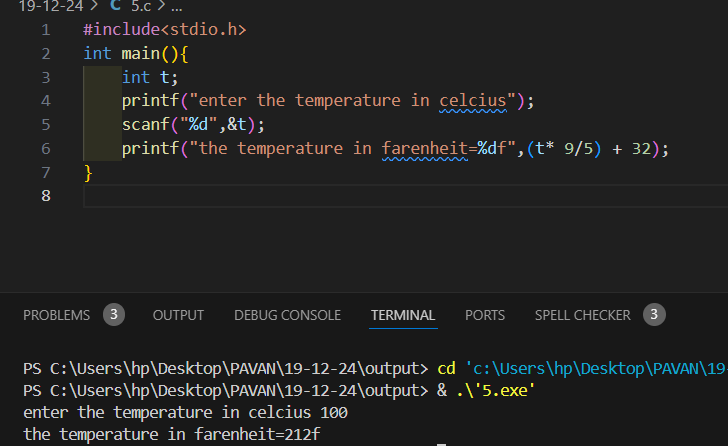 19-12-24 > C 5.c > ...
1 #include<stdio.h>
2 int main(){
3     int t;
4     printf("enter the temperature in celcius");
5     scanf("%d",&t);
6     printf("the temperature in farenheit=%df",(t* 9/5) + 32);
7 }
8
PROBLEMS 3 OUTPUT DEBUG CONSOLE TERMINAL PORTS SPELL CHECKER 3
PS C:\Users\hp\Desktop\PAVAN\19-12-24\output> cd 'c:\Users\hp\Desktop\PAVAN\19-
PS C:\Users\hp\Desktop\PAVAN\19-12-24\output> & .\'5.exe'
enter the temperature in celcius 100
the temperature in farenheit=212f